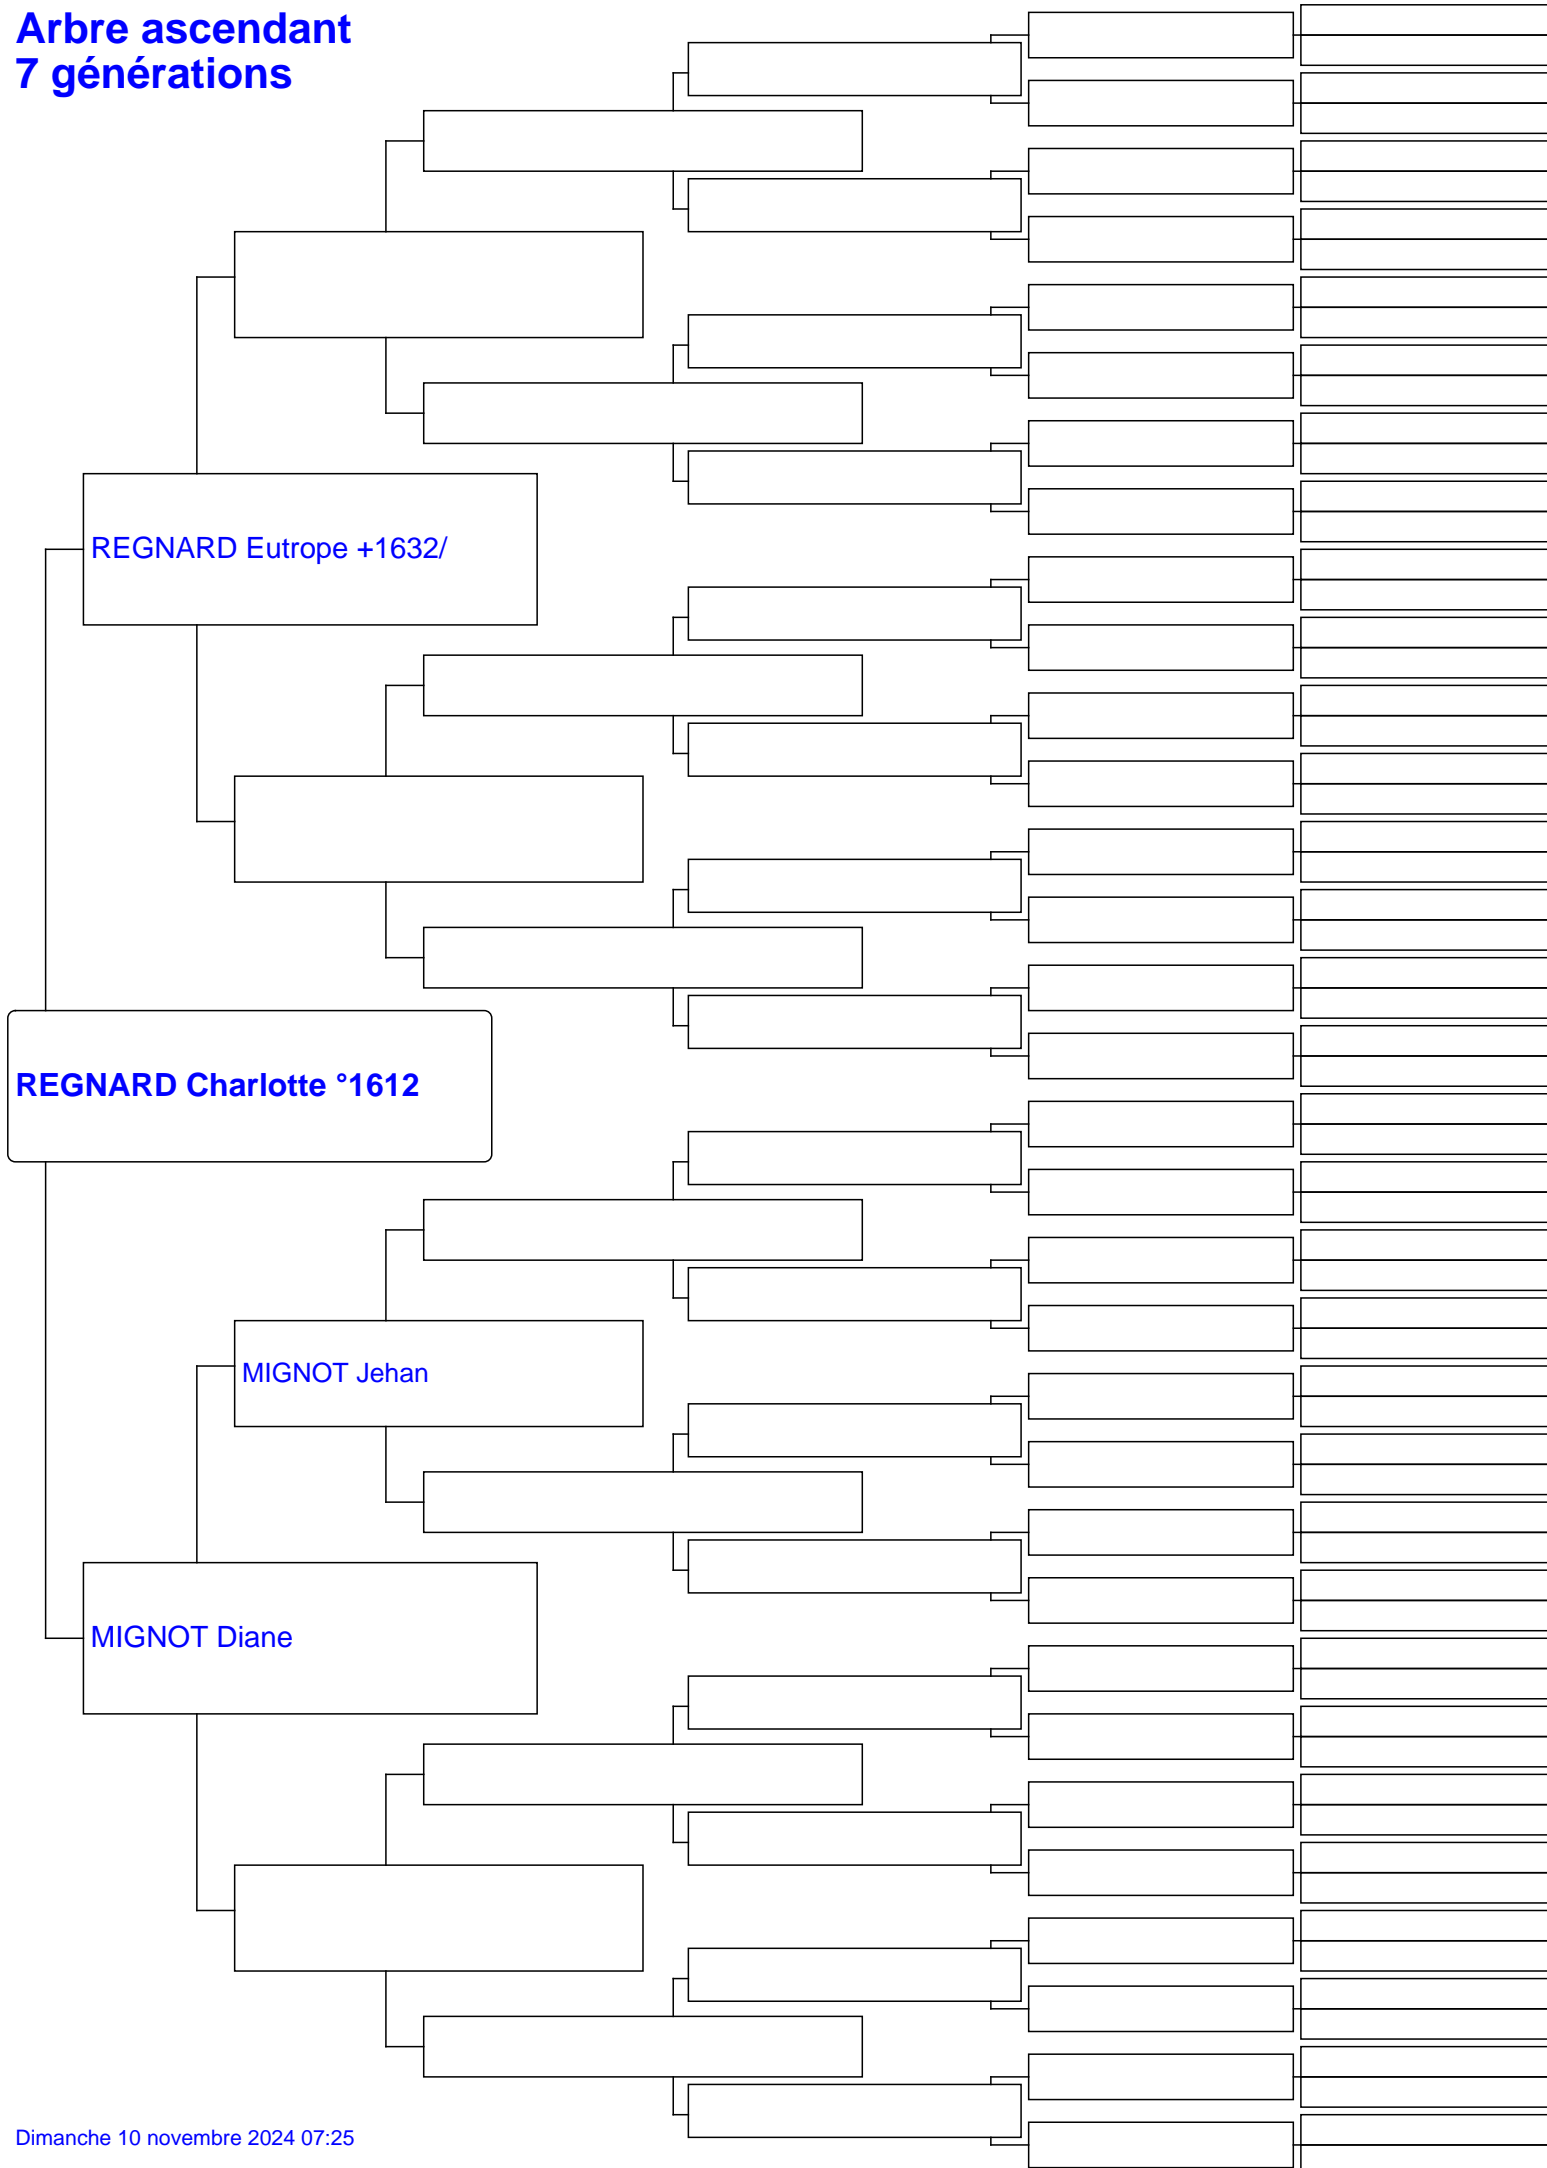 Arbre ascendant
7 générations
REGNARD Eutrope +1632/
REGNARD Charlotte °1612
MIGNOT Jehan
MIGNOT Diane
Dimanche 10 novembre 2024 07:25